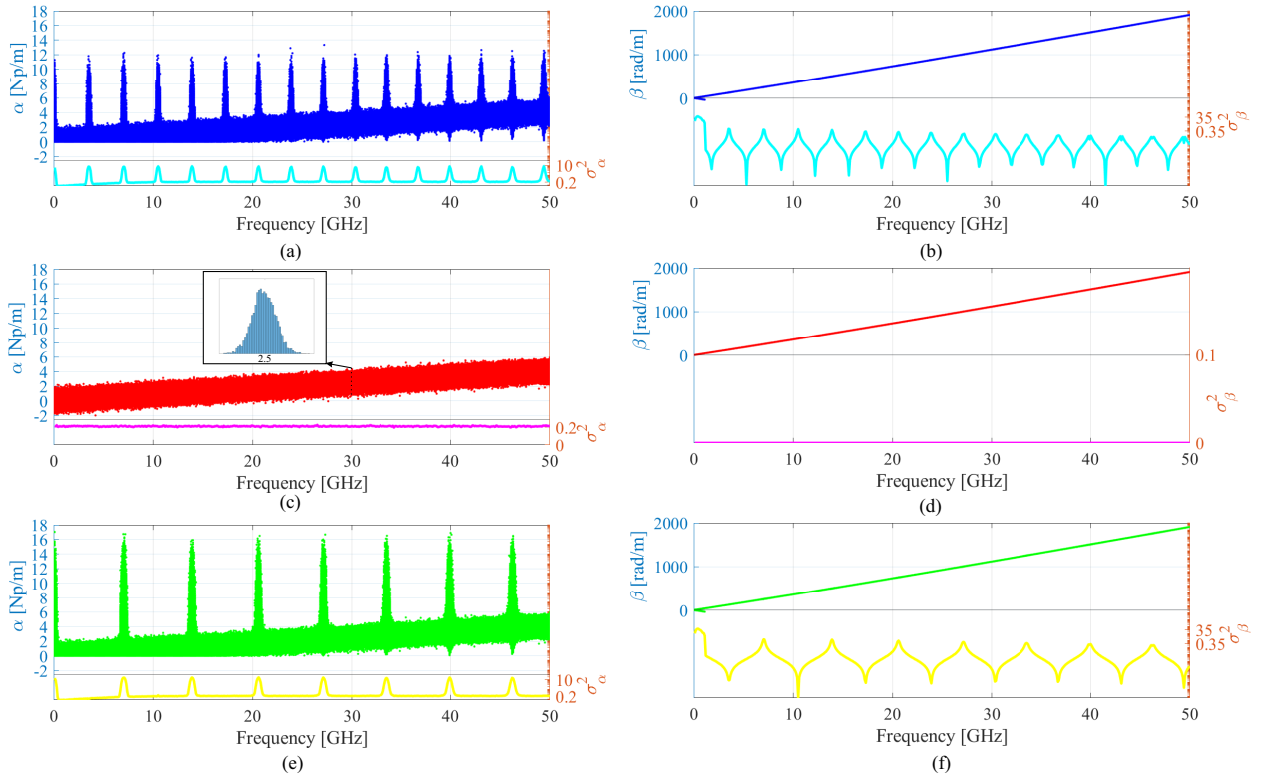 18
16
14
12
10
8
6
4
2
0
-2
α [Np/m]
10
0.2
σ²α
0 10 20 30 40 50
Frequency [GHz]
(a)
2000
1000
0
β [rad/m]
35
0.35
σ²β
0 10 20 30 40 50
Frequency [GHz]
(b)
18
16
14
12
10
8
6
4
2
0
-2
α [Np/m]
2.5
0.2
0
σ²α
0 10 20 30 40 50
Frequency [GHz]
(c)
2000
1000
0
β [rad/m]
0.1
0
σ²β
0 10 20 30 40 50
Frequency [GHz]
(d)
18
16
14
12
10
8
6
4
2
0
-2
α [Np/m]
10
0.2
σ²α
0 10 20 30 40 50
Frequency [GHz]
(e)
2000
1000
0
β [rad/m]
35
0.35
σ²β
0 10 20 30 40 50
Frequency [GHz]
(f)